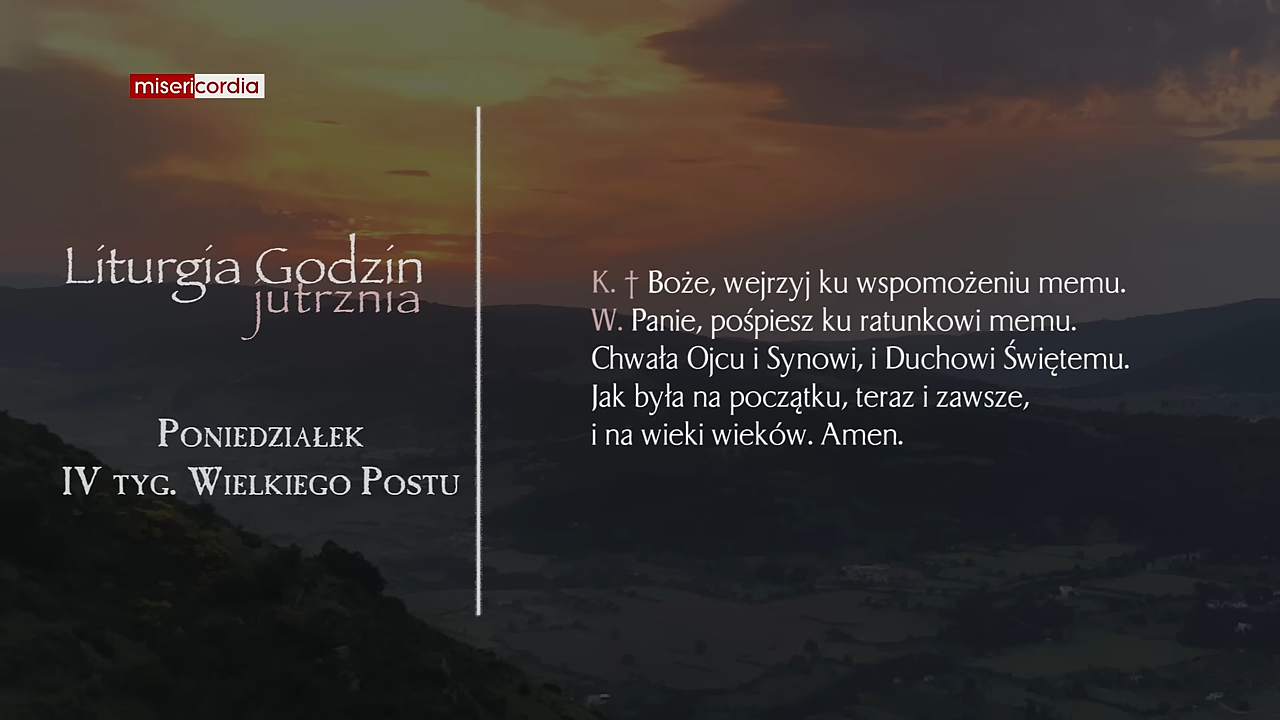 misericordia
Liturgia Godzin
jutrznia
Poniedziałek
IV tyg. Wielkiego Postu
K. † Boże, wejrzyj ku wspomożeniu memu.
W. Panie, pośpiesz ku ratunkowi memu.
Chwała Ojcu i Synowi, i Duchowi Świętemu.
Jak była na początku, teraz i zawsze,
i na wieki wieków. Amen.